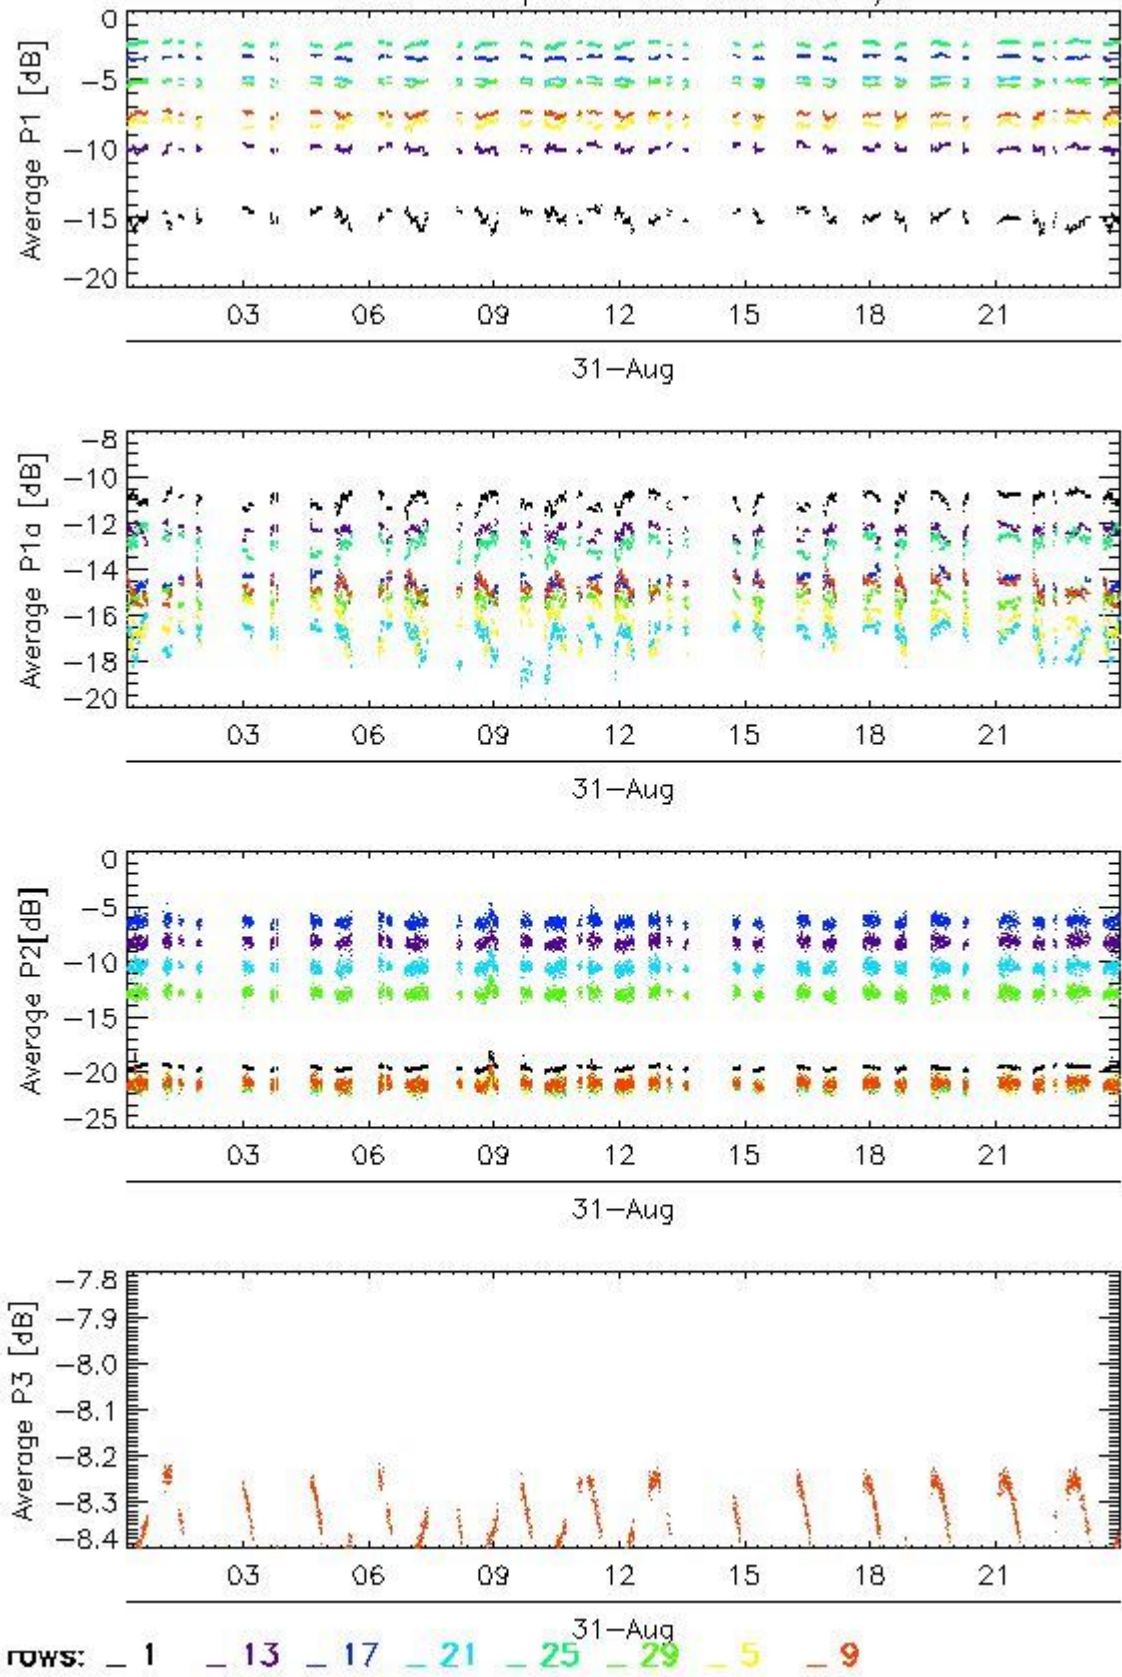 Average P1 [dB]
0
−5
−10
−15
−20
03 06 09 12 15 18 21
31−Aug
Average P1a [dB]
−8
−10
−12
−14
−16
−18
−20
03 06 09 12 15 18 21
31−Aug
Average P2[dB]
0
−5
−10
−15
−20
−25
03 06 09 12 15 18 21
31−Aug
Average P3 [dB]
−7.8
−7.9
−8.0
−8.1
−8.2
−8.3
−8.4
03 06 09 12 15 18 21
31−Aug
rows: _ 1 _ 13 _ 17 _ 21 _ 25 _ 29 _ 5 _ 9